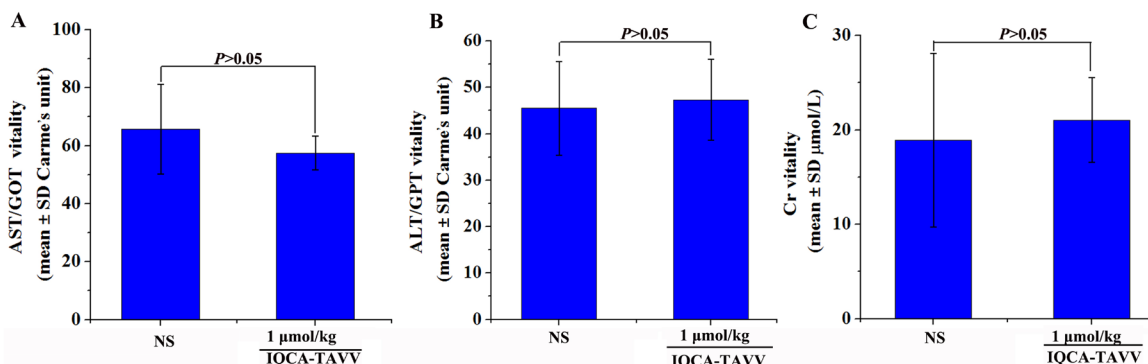 A
AST/GOT vitality
(mean ± SD Carme's unit)
100
80
60
40
20
0
P>0.05
NS
1 μmol/kg
IQCA-TAVV
B
ALT/GPT vitality
(mean ± SD Carme's unit)
60
50
40
30
20
10
0
P>0.05
NS
1 μmol/kg
IQCA-TAVV
C
Cr vitality
(mean ± SD μmol/L)
30
20
10
0
P>0.05
NS
1 μmol/kg
IQCA-TAVV